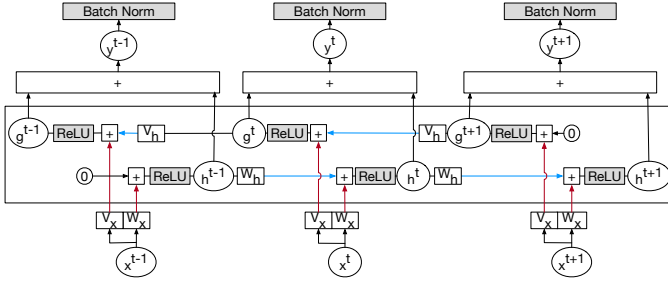 Batch Norm Batch Norm Batch Norm
y^{t-1} y^{t} y^{t+1}
+ + +
g^{t-1} ReLU + V_h g^{t} ReLU + V_h g^{t+1} ReLU + 0
0 + ReLU h^{t-1} W_h + ReLU h^{t} W_h + ReLU h^{t+1}
V_x W_x V_x W_x V_x W_x
x^{t-1} x^{t} x^{t+1}